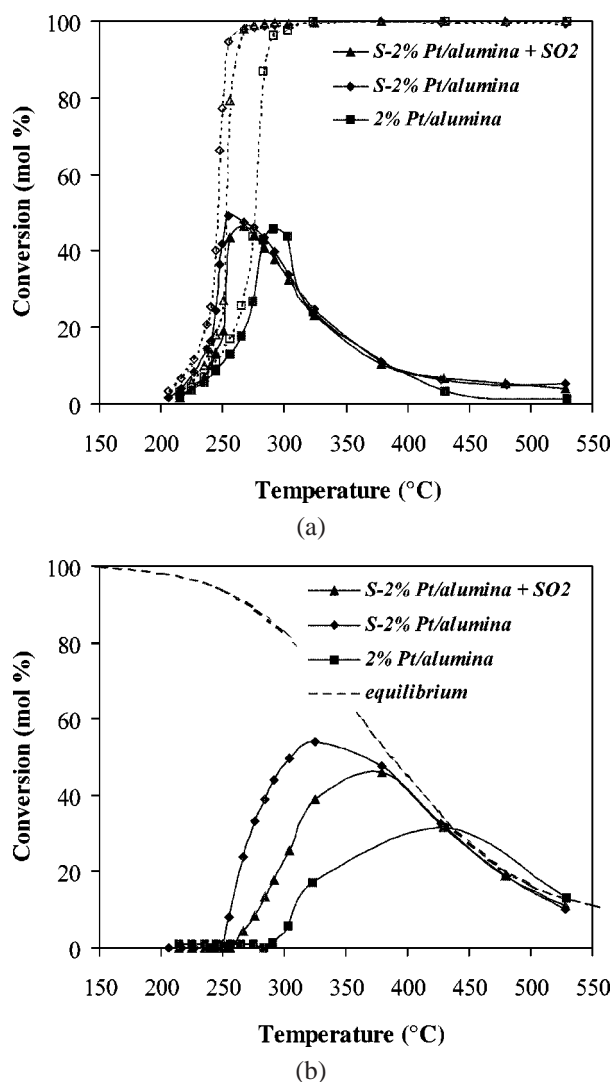 100
80
60
40
20
0
Conversion (mol %)
S-2% Pt/alumina + SO2
S-2% Pt/alumina
2% Pt/alumina
150 200 250 300 350 400 450 500 550
Temperature (°C)
(a)
100
80
60
40
20
0
Conversion (mol %)
S-2% Pt/alumina + SO2
S-2% Pt/alumina
2% Pt/alumina
equilibrium
150 200 250 300 350 400 450 500 550
Temperature (°C)
(b)